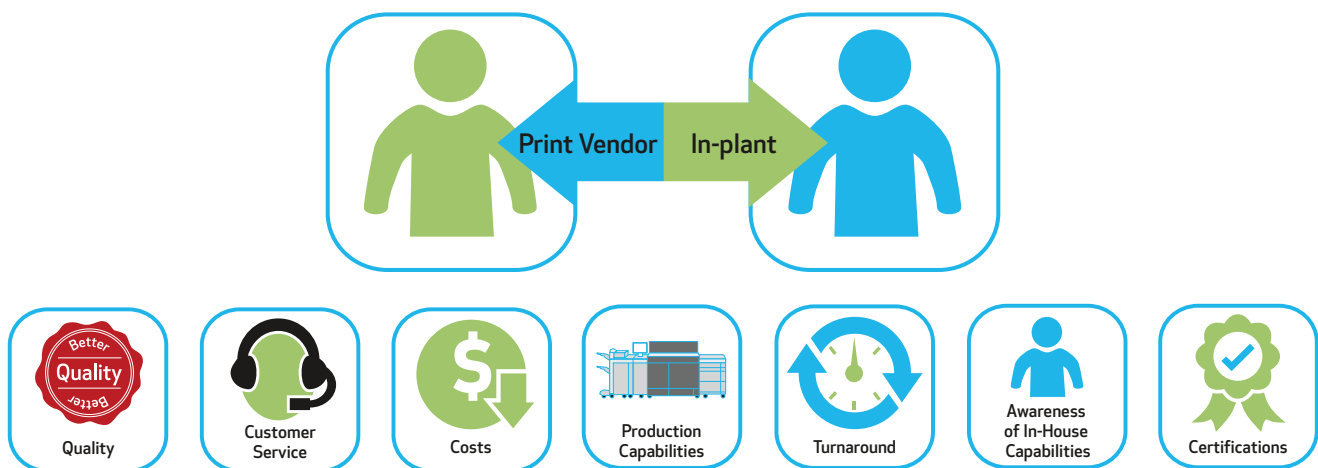 Print Vendor
In-plant
Better
Quality
Better
Quality
Customer
Service
$
Costs
Production
Capabilities
Turnaround
Awareness
of In-House
Capabilities
Certifications